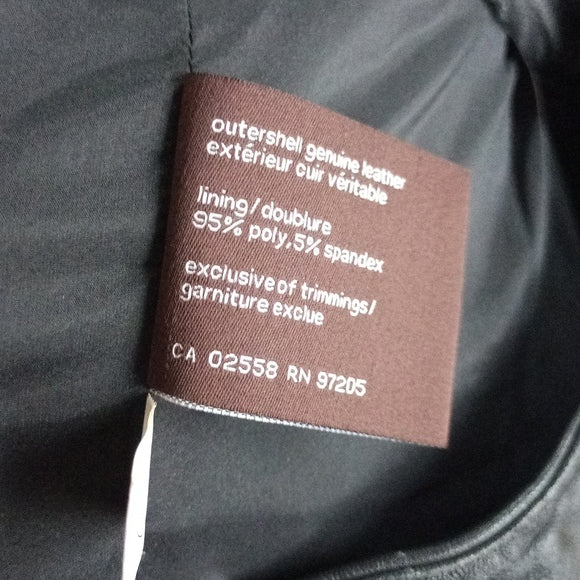 outershell genuine leather
extérieur cuir véritable
lining/doublure
95% poly,5% spandex
exclusive of trimmings/
garniture exclue
CA 02558 RN 97205